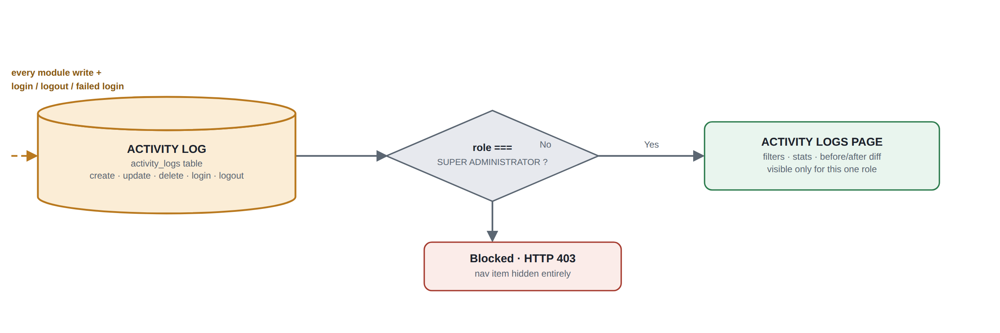 every module write +
login / logout / failed login
ACTIVITY LOG
activity_logs table
create · update · delete · login · logout
role ===
SUPER ADMINISTRATOR ?
No
Yes
ACTIVITY LOGS PAGE
filters · stats · before/after diff
visible only for this one role
Blocked · HTTP 403
nav item hidden entirely